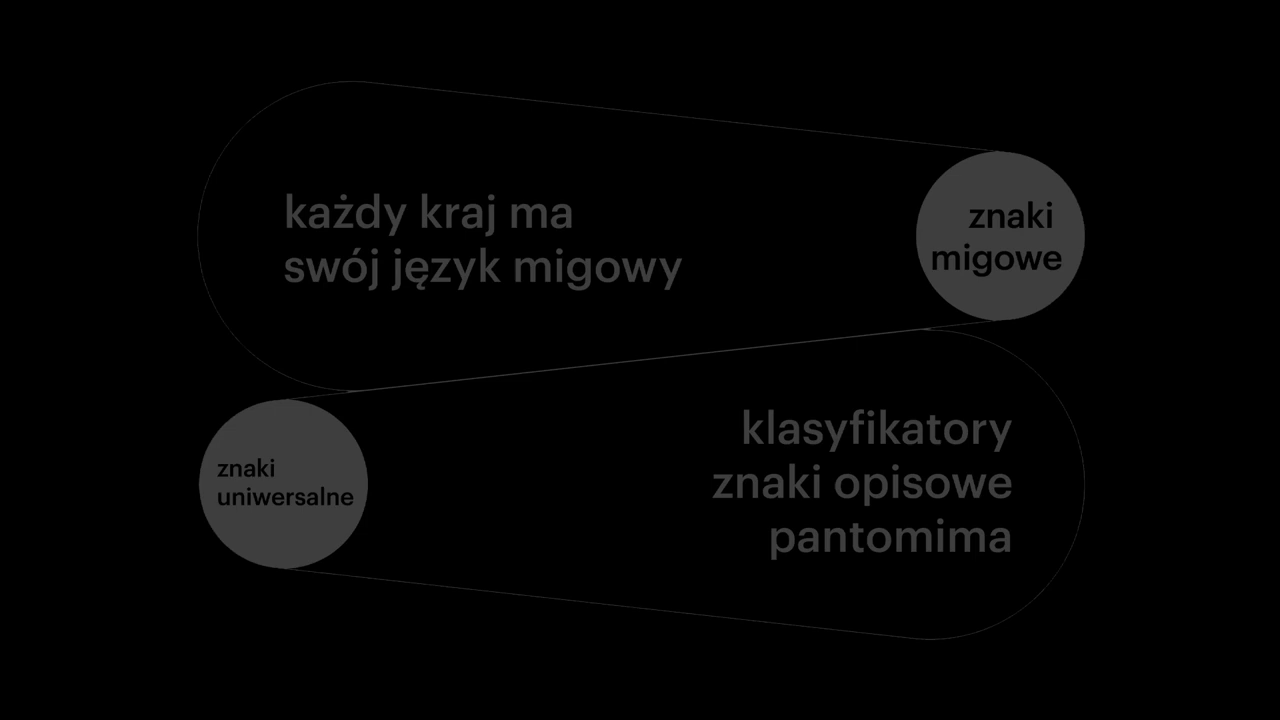 każdy kraj ma
swój język migowy
znaki
migowe
znaki
uniwersalne
klasyfikatory
znaki opisowe
pantomima